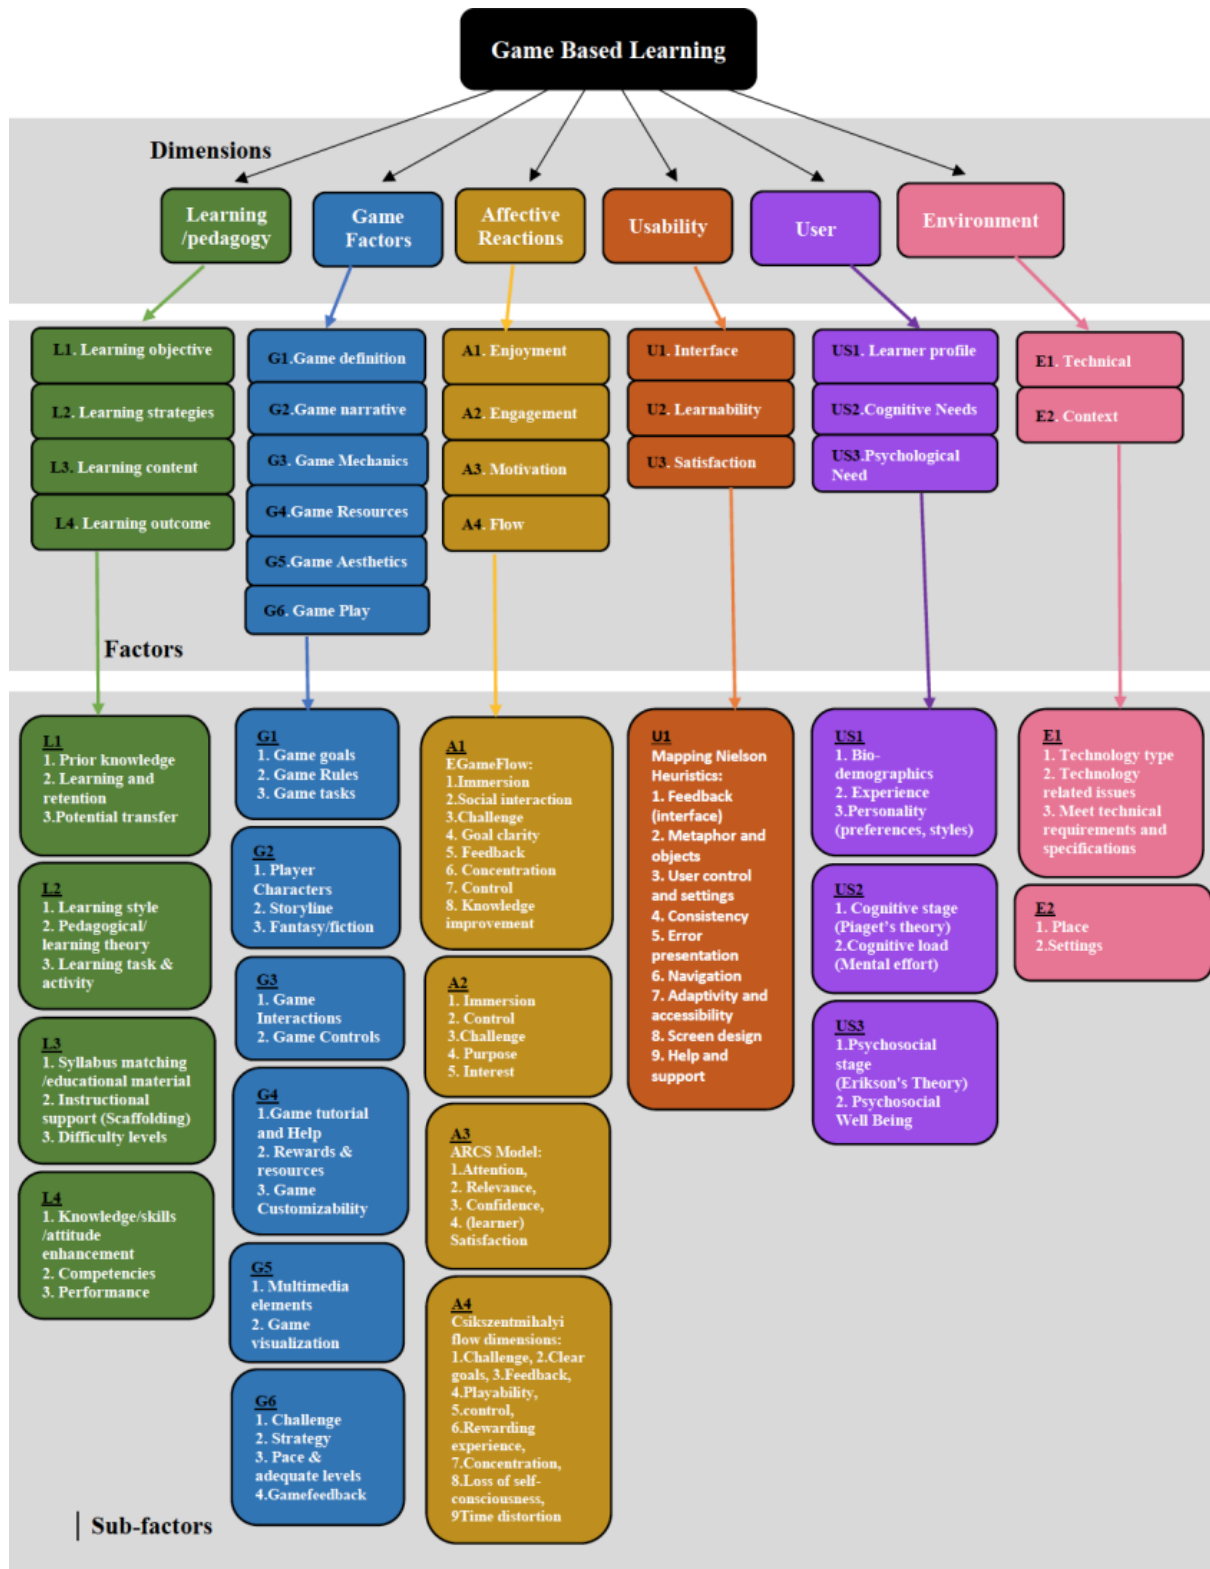 Game Based Learning
Dimensions
Learning
/pedagogy
Game
Factors
Affective
Reactions
Usability
User
Environment
L1. Learning objective
L2. Learning strategies
L3. Learning content
L4. Learning outcome
G1.Game definition
G2.Game narrative
G3. Game Mechanics
G4.Game Resources
G5.Game Aesthetics
G6. Game Play
A1. Enjoyment
A2. Engagement
A3. Motivation
A4. Flow
U1. Interface
U2. Learnability
U3. Satisfaction
US1. Learner profile
US2.Cognitive Needs
US3.Psychological
Need
E1. Technical
E2. Context
Factors
L1
1. Prior knowledge
2. Learning and
retention
3.Potential transfer
L2
1. Learning style
2. Pedagogical/
learning theory
3. Learning task &
activity
L3
1. Syllabus matching
/educational material
2. Instructional
support (Scaffolding)
3. Difficulty levels
L4
1. Knowledge/skills
/attitude
enhancement
2. Competencies
3. Performance
G1
1. Game goals
2. Game Rules
3. Game tasks
G2
1. Player
Characters
2. Storyline
3. Fantasy/fiction
G3
1. Game
Interactions
2. Game Controls
G4
1.Game tutorial
and Help
2. Rewards &
resources
3. Game
Customizability
G5
1. Multimedia
elements
2. Game
visualization
G6
1. Challenge
2. Strategy
3. Pace &
adequate levels
4.Gamefeedback
A1
EGameFlow:
1.Immersion
2.Social interaction
3.Challenge
4. Goal clarity
5. Feedback
6. Concentration
7. Control
8. Knowledge
improvement
A2
1. Immersion
2. Control
3.Challenge
4. Purpose
5. Interest
A3
ARCS Model:
1.Attention,
2. Relevance,
3. Confidence,
4. (learner)
Satisfaction
A4
Csikszentmihalyi
flow dimensions:
1.Challenge, 2.Clear
goals, 3.Feedback,
4.Playability,
5.control,
6.Rewarding
experience,
7.Concentration,
8.Loss of self-
consciousness,
9Time distortion
U1
Mapping Nielson
Heuristics:
1. Feedback
(interface)
2. Metaphor and
objects
3. User control
and settings
4. Consistency
5. Error
presentation
6. Navigation
7. Adaptivity and
accessibility
8. Screen design
9. Help and
support
US1
1. Bio-
demographics
2. Experience
3.Personality
(preferences, styles)
US2
1. Cognitive stage
(Piaget's theory)
2.Cognitive load
(Mental effort)
US3
1.Psychosocial
stage
(Erikson's Theory)
2. Psychosocial
Well Being
E1
1. Technology type
2. Technology
related issues
3. Meet technical
requirements and
specifications
E2
1. Place
2.Settings
Sub-factors